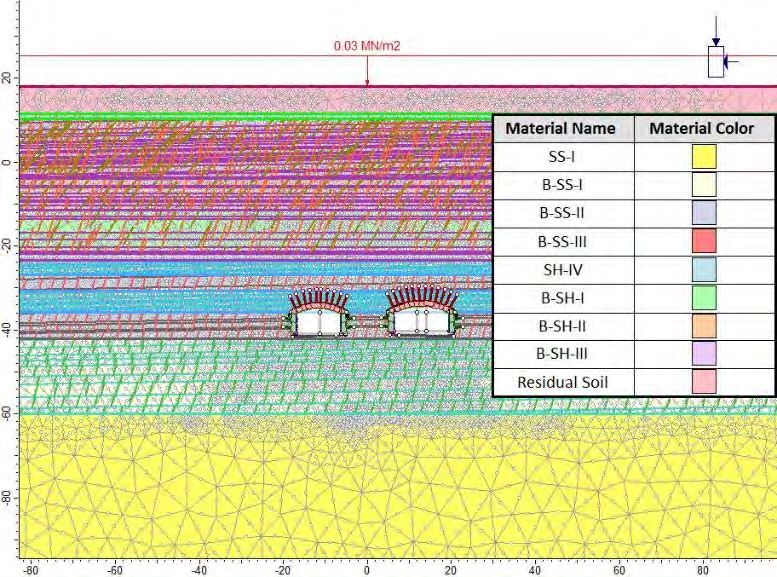 0.03 MN/m2
20
0
-20
-40
-60
-80
Material Name Material Color
SS-I
B-SS-I
B-SS-II
B-SS-III
SH-IV
B-SH-I
B-SH-II
B-SH-III
Residual Soil
-80 -60 -40 -20 0 20 40 60 80